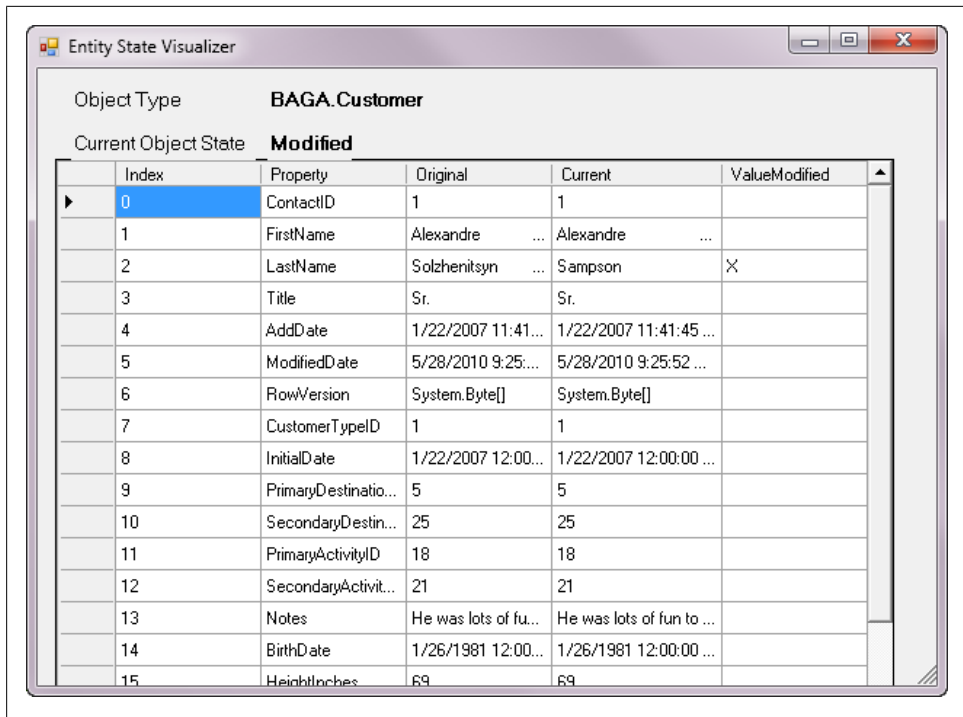 Entity State Visualizer
Object Type BAGA.Customer
Current Object State Modified
Index Property Original Current ValueModified
0 ContactID 1 1
1 FirstName Alexandre ... Alexandre ...
2 LastName Solzhenitsyn ... Sampson X
3 Title Sr. Sr.
4 AddDate 1/22/2007 11:41... 1/22/2007 11:41:45 ...
5 ModifiedDate 5/28/2010 9:25:... 5/28/2010 9:25:52 ...
6 RowVersion System.Byte[] System.Byte[]
7 CustomerTypeID 1 1
8 InitialDate 1/22/2007 12:00... 1/22/2007 12:00:00 ...
9 PrimaryDestinatio... 5 5
10 SecondaryDestin... 25 25
11 PrimaryActivityID 18 18
12 SecondaryActivit... 21 21
13 Notes He was lots of fu... He was lots of fun to ...
14 BirthDate 1/26/1981 12:00... 1/26/1981 12:00:00 ...
15 HeightInches 69 69